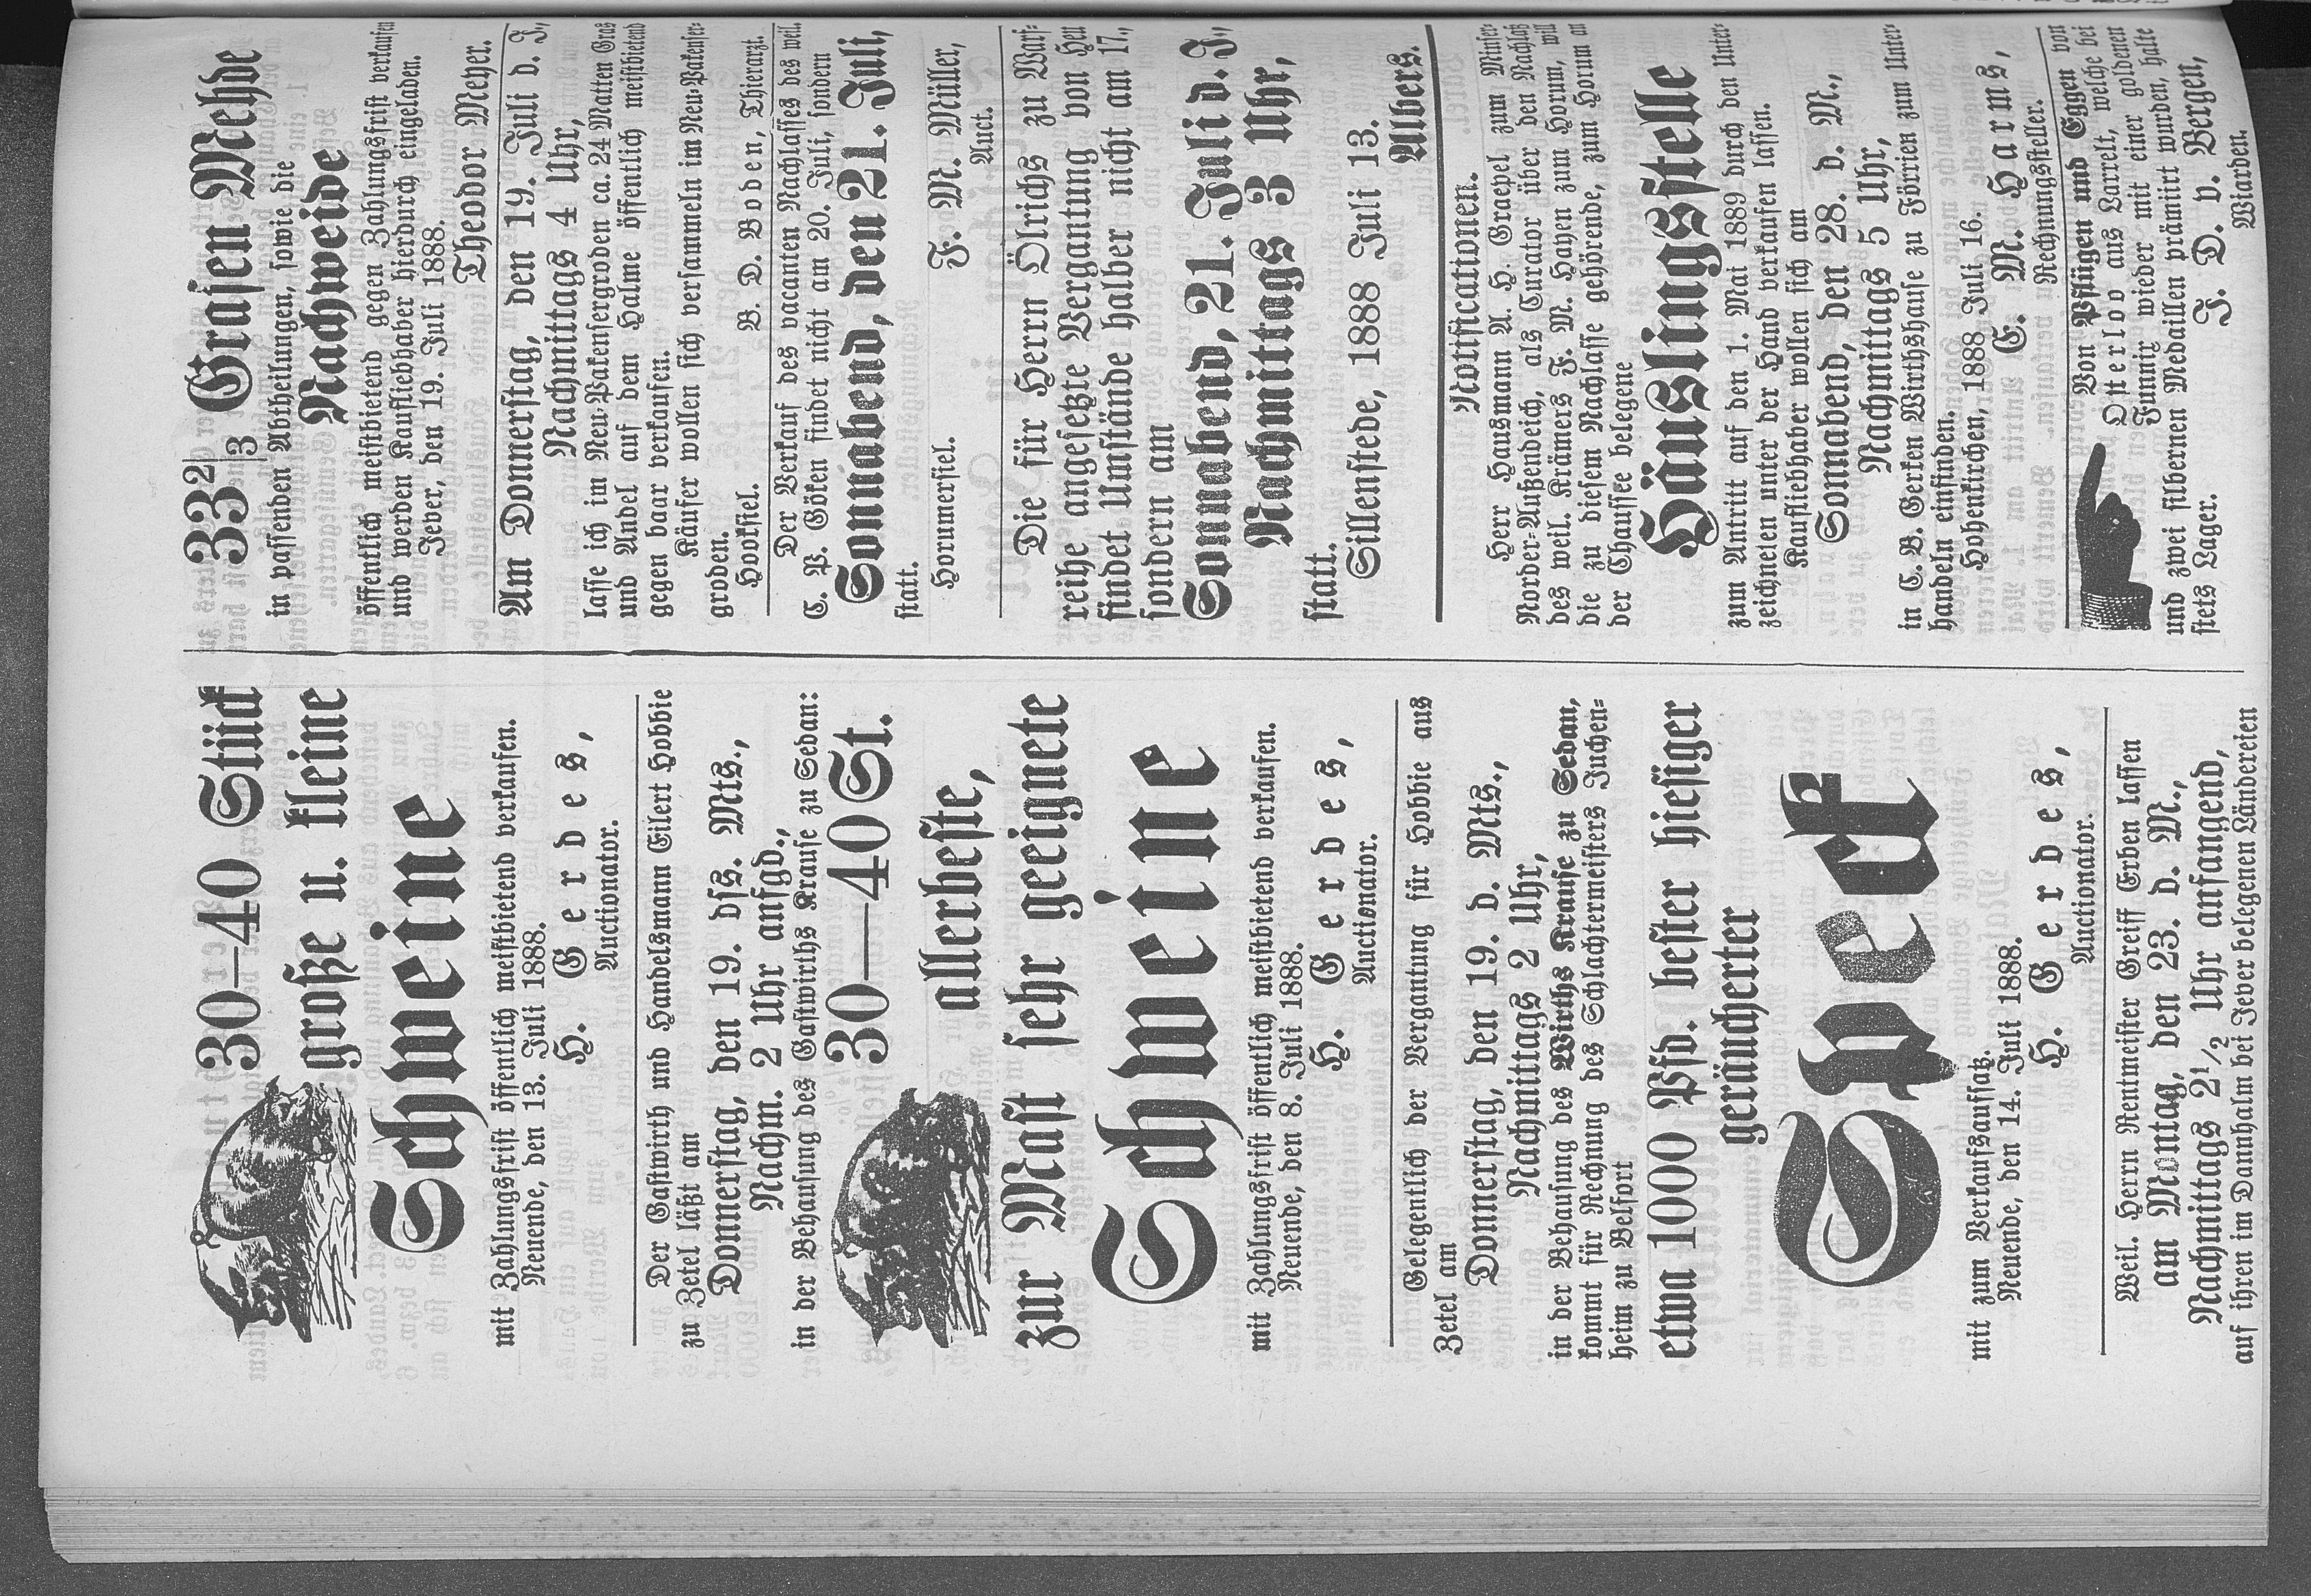 30—40 Stück
große u. kleine
Schweine
mit Zahlungsfrist öffentlich meistbietend verkaufen.
Neuende, den 13. Juli 1888.
H. Gerdes,
Auctionator.
Der Gastwirth und Handelsmann Eilert Hobbie
zu Zetel läßt am
Donnerstag, den 19. dss. Mts.,
Nachm. 2 Uhr anfgd.,
in der Behausung des Gastwirths Krause zu Sedan:
30—40 St.
allerbeste,
zur Mast sehr geeignete
Schweine
mit Zahlungsfrist öffentlich meistbietend verkaufen.
Neuende, den 8. Juli 1888.
H. Gerdes,
Auctionator.
Gelegentlich der Vergantung für Hobbie aus
Zetel am
Donnerstag, den 19. d. Mts.,
Nachmittags 2 Uhr,
in der Behausung des Wirths Krause zu Sedan,
kommt für Rechnung des Schlachtermeisters Juchen-
heim zu Belfort
etwa 1000 Pfd. bester hiesiger
geräucherter
Speck
mit zum Verkaufsaufsatz.
Neuende, den 14. Juli 1888.
H. Gerdes,
Auctionator.
Weil. Herrn Rentmeister Greiff Erben lassen
am Montag, den 23. d. M.,
Nachmittags 2½ Uhr anfangend,
auf ihren im Dannhalm bei Jever belegenen Ländereien
33⅔ Grasen Mehde
in passenden Abtheilungen, sowie die
Nachweide
öffentlich meistbietend gegen Zahlungsfrist verkaufen
und werden Kaufliebhaber hierdurch eingeladen.
Jever, den 19. Juli 1888.
Theodor Meyer.
Am Donnerstag, den 19. Juli d. J.,
Nachmittags 4 Uhr,
lasse ich im Neu-Pakensergroden ca. 24 Matten Gras
und Andel auf dem Halme öffentlich meistbietend
gegen baar verkaufen.
Käufer wollen sich versammeln im Neu-Pakenser-
groden.
Hooksiel. B. D. Boden, Thierarzt.
Der Verkauf des vacanten Nachlasses des weil.
C. P. Göken findet nicht am 20. Juli, sondern
Sonnabend, den 21. Juli,
statt.
Horumersiel. F. M. Müller,
Auct.
Die für Herrn Ölrichs zu Warf-
reihe angesetzte Vergantung von Heu
findet Umstände halber nicht am 17.,
sondern am
Sonnabend, 21. Juli d. J.,
Nachmittags 3 Uhr,
statt.
Sillenstede, 1888 Juli 13.
Albers.
Notificationen.
Herr Hausmann A. H. Graepel zum Minser-
Norder-Außendeich, als Curator über den Nachlaß
des weil. Krämers F. M. Hayen zum Horum, will
die zu diesem Nachlasse gehörende, zum Horum an
der Chaussee belegene
Häuslingsstelle
zum Antritt auf den 1. Mai 1889 durch den Unter-
zeichneten unter der Hand verkaufen lassen.
Kaufliebhaber wollen sich am
Sonnabend, den 28. d. M.,
Nachmittags 5 Uhr,
in C. B. Gerken Wirthshause zu Förrien zum Unter-
handeln einfinden.
Hohenkirchen, 1888 Juli 16.
E. M. Harms,
Rechnungssteller.
Von Pflügen und Eggen von
Osterloo aus Larrelt, welche bei
Funnix wieder mit einer goldenen
und zwei silbernen Medaillen prämiirt wurden, halte
stets Lager.
J. D. v. Bergen,
Wiarden.